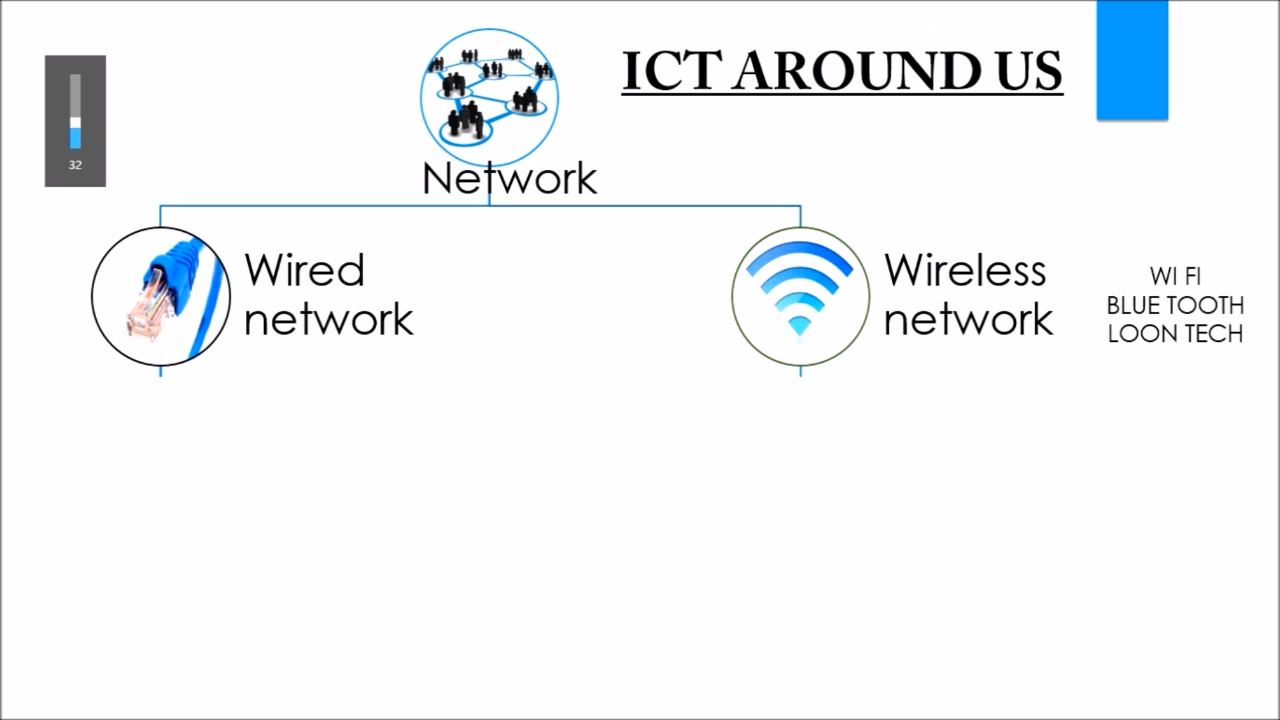 ICT AROUND US
32
Network
Wired
network
Wireless
network
WI FI
BLUE TOOTH
LOON TECH